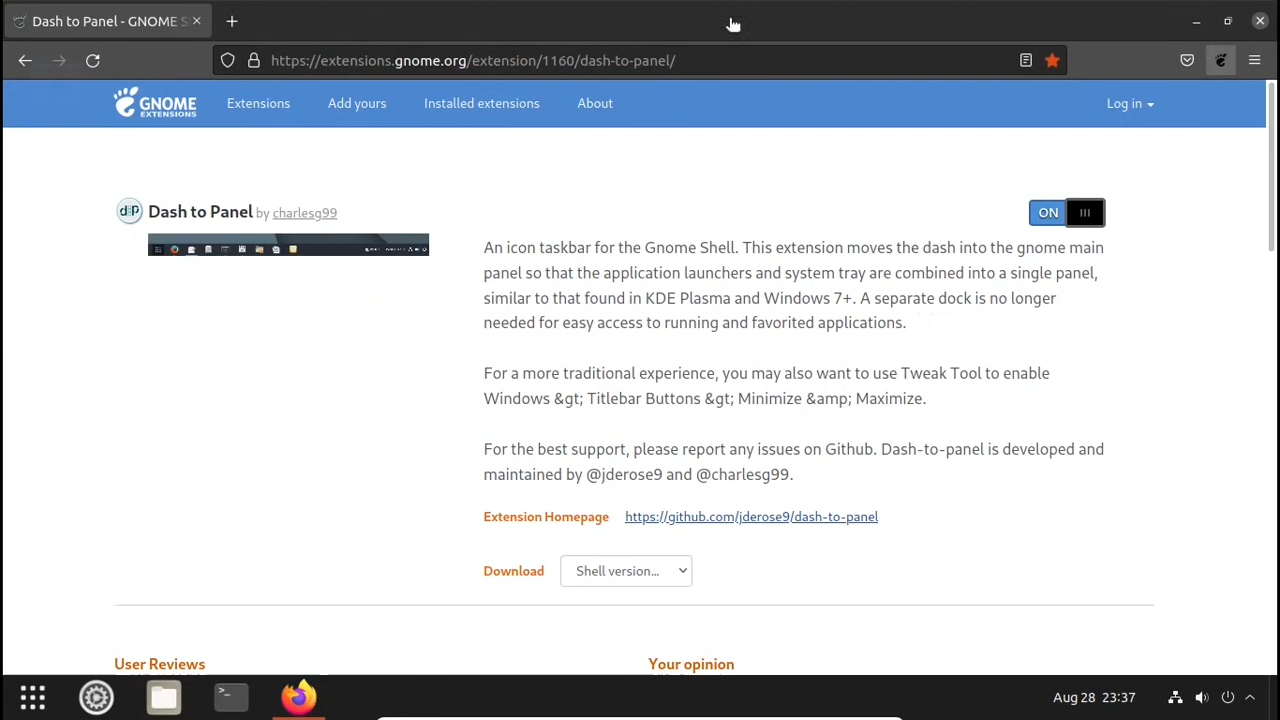 Dash to Panel - GNOME S
https://extensions.gnome.org/extension/1160/dash-to-panel/
GNOME EXTENSIONS
Extensions
Add yours
Installed extensions
About
Log in
Dash to Panel by charlesg99
ON
An icon taskbar for the Gnome Shell. This extension moves the dash into the gnome main
panel so that the application launchers and system tray are combined into a single panel,
similar to that found in KDE Plasma and Windows 7+. A separate dock is no longer
needed for easy access to running and favorited applications.
For a more traditional experience, you may also want to use Tweak Tool to enable
Windows &gt; Titlebar Buttons &gt; Minimize &amp; Maximize.
For the best support, please report any issues on Github. Dash-to-panel is developed and
maintained by @jderose9 and @charlesg99.
Extension Homepage https://github.com/jderose9/dash-to-panel
Download Shell version...
User Reviews
Your opinion
Aug 28 23:37